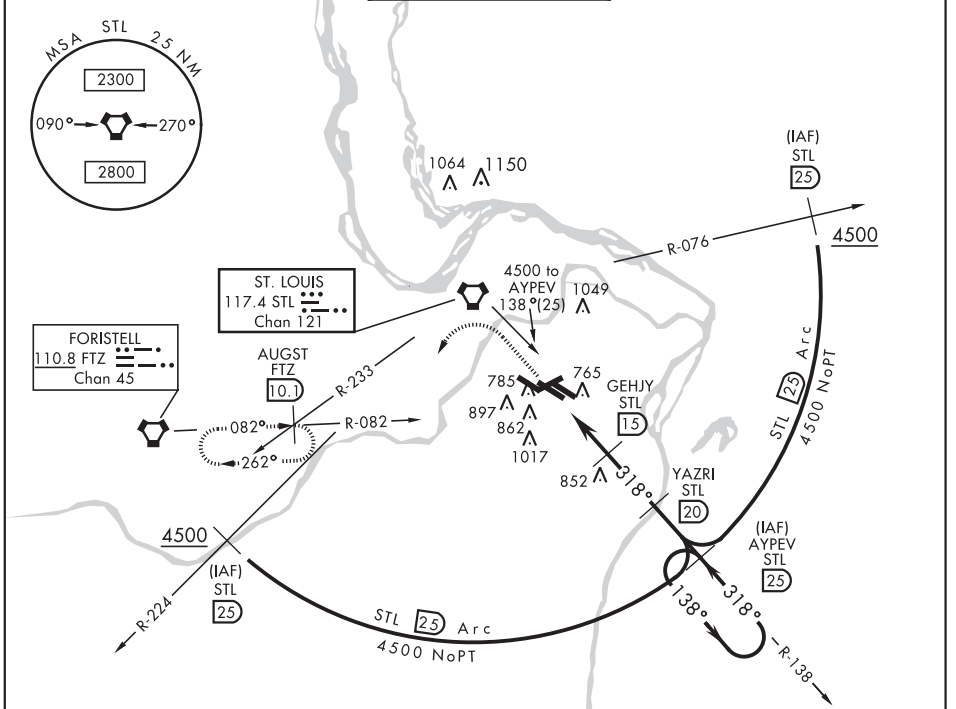 MSA STL 25 NM
2300
090° 270°
2800
(IAF)
STL
25
4500
R-076
1064
1150
4500 to
AYPEV
138°(25)
1049
ST. LOUIS
117.4 STL
Chan 121
FORISTELL
110.8 FTZ
Chan 45
AUGST
FTZ
10.1
R-233
082°
R-082
262°
785
765
897
862
1017
GEHJY
STL
15
852
318°
YAZRI
STL
20
STL 25 Arc
4500 NoPT
(IAF)
AYPEV
STL
25
4500
(IAF)
STL
25
R-224
STL 25 Arc
4500 NoPT
138°
318°
R-138